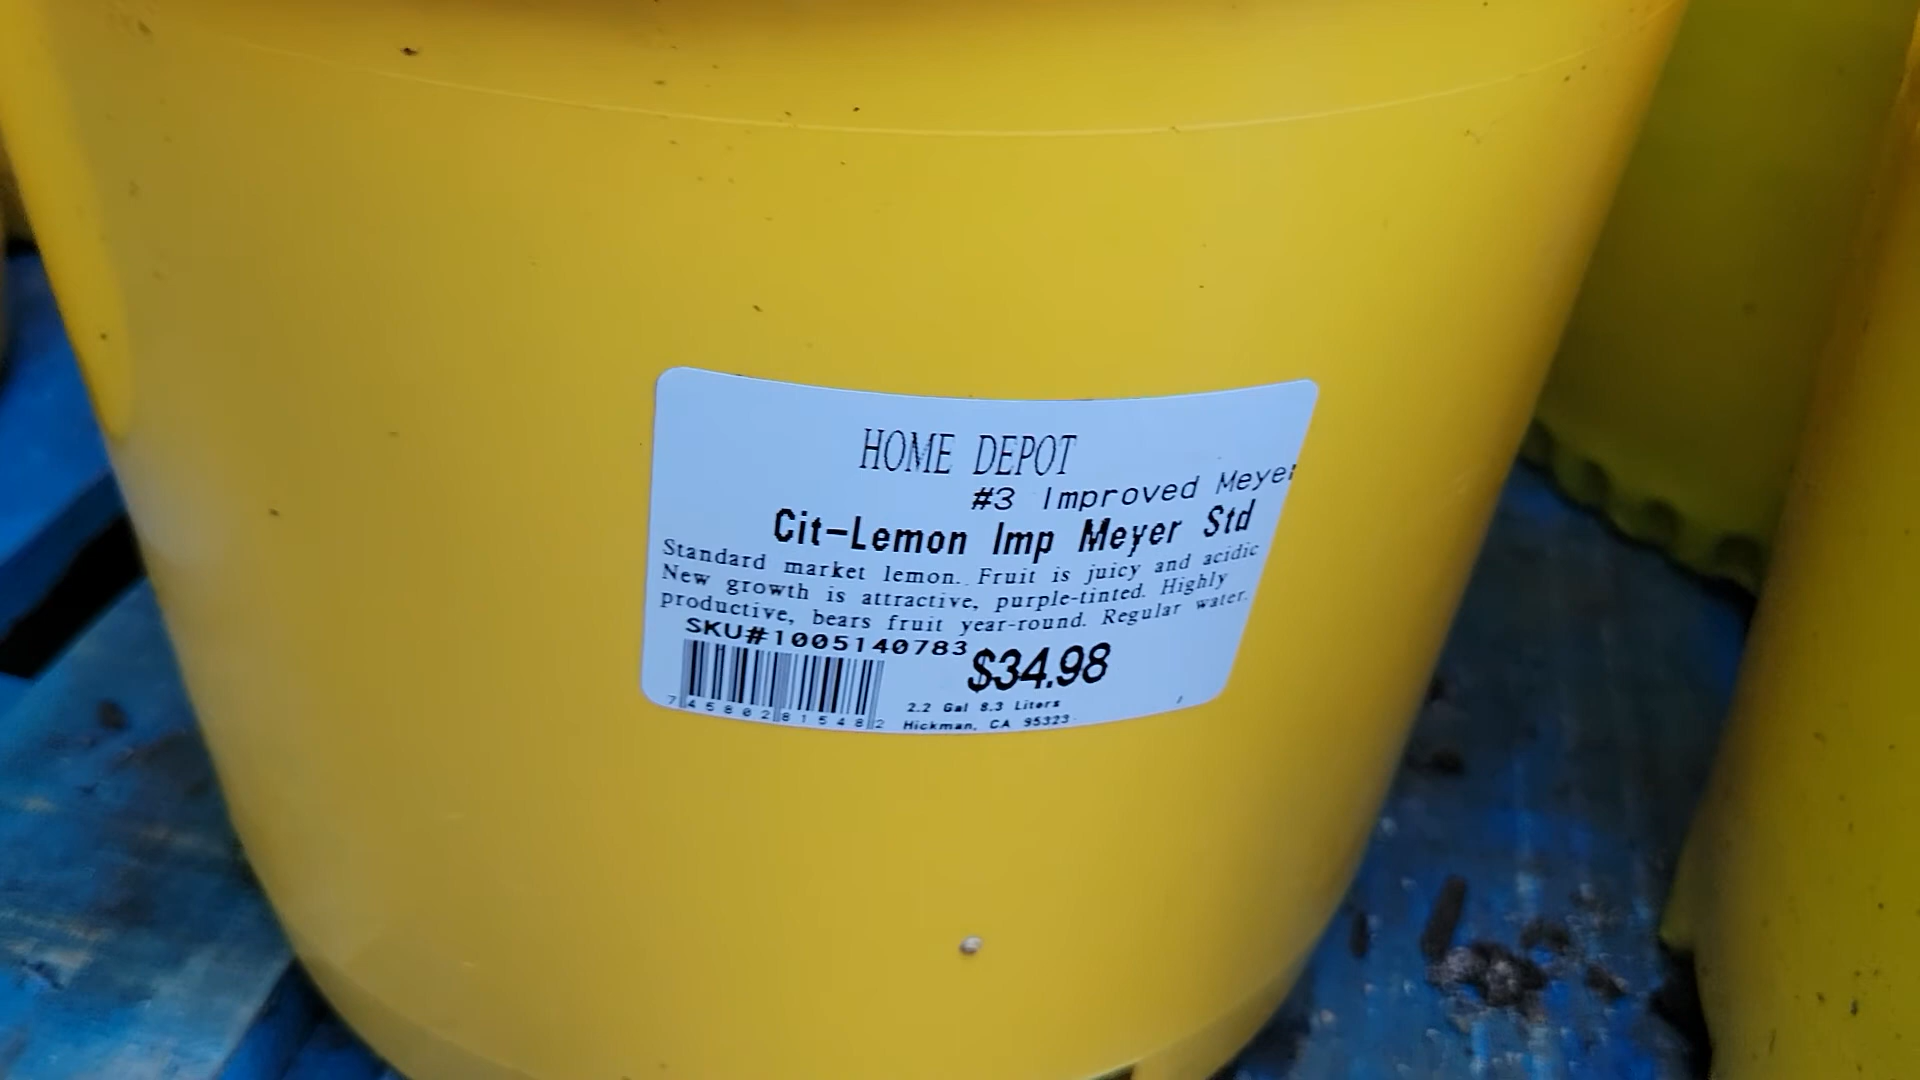 HOME DEPOT
#3 Improved Meyer
Cit-Lemon Imp Meyer Std
Standard market lemon.. Fruit is juicy and acidic
New growth is attractive, purple-tinted. Highly
productive, bears fruit year-round. Regular water.
SKU#1005140783
$34.98
7 45802 81548 2
2.2 Gal 8.3 Liters
Hickman, CA 95323